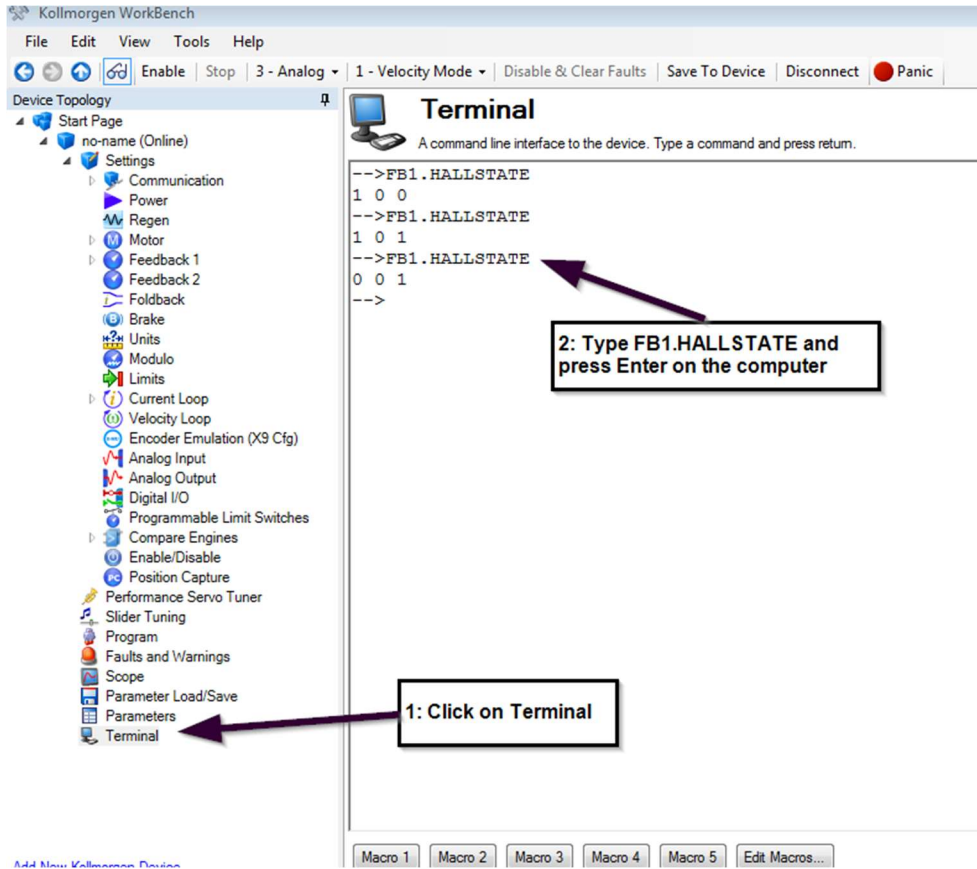 Kollmorgen WorkBench
File Edit View Tools Help
Enable Stop 3 - Analog 1 - Velocity Mode Disable & Clear Faults Save To Device Disconnect Panic
Device Topology
Start Page
no-name (Online)
Settings
Communication
Power
Regen
Motor
Feedback 1
Feedback 2
Foldback
Brake
Units
Modulo
Limits
Current Loop
Velocity Loop
Encoder Emulation (X9 Cfg)
Analog Input
Analog Output
Digital I/O
Programmable Limit Switches
Compare Engines
Enable/Disable
Position Capture
Performance Servo Tuner
Slider Tuning
Program
Faults and Warnings
Scope
Parameter Load/Save
Parameters
Terminal
Add New Kollmorgen Device
Terminal
A command line interface to the device. Type a command and press return.
-->FB1.HALLSTATE
1 0 0
-->FB1.HALLSTATE
1 0 1
-->FB1.HALLSTATE
0 0 1
-->
2: Type FB1.HALLSTATE and
press Enter on the computer
1: Click on Terminal
Macro 1 Macro 2 Macro 3 Macro 4 Macro 5 Edit Macros...